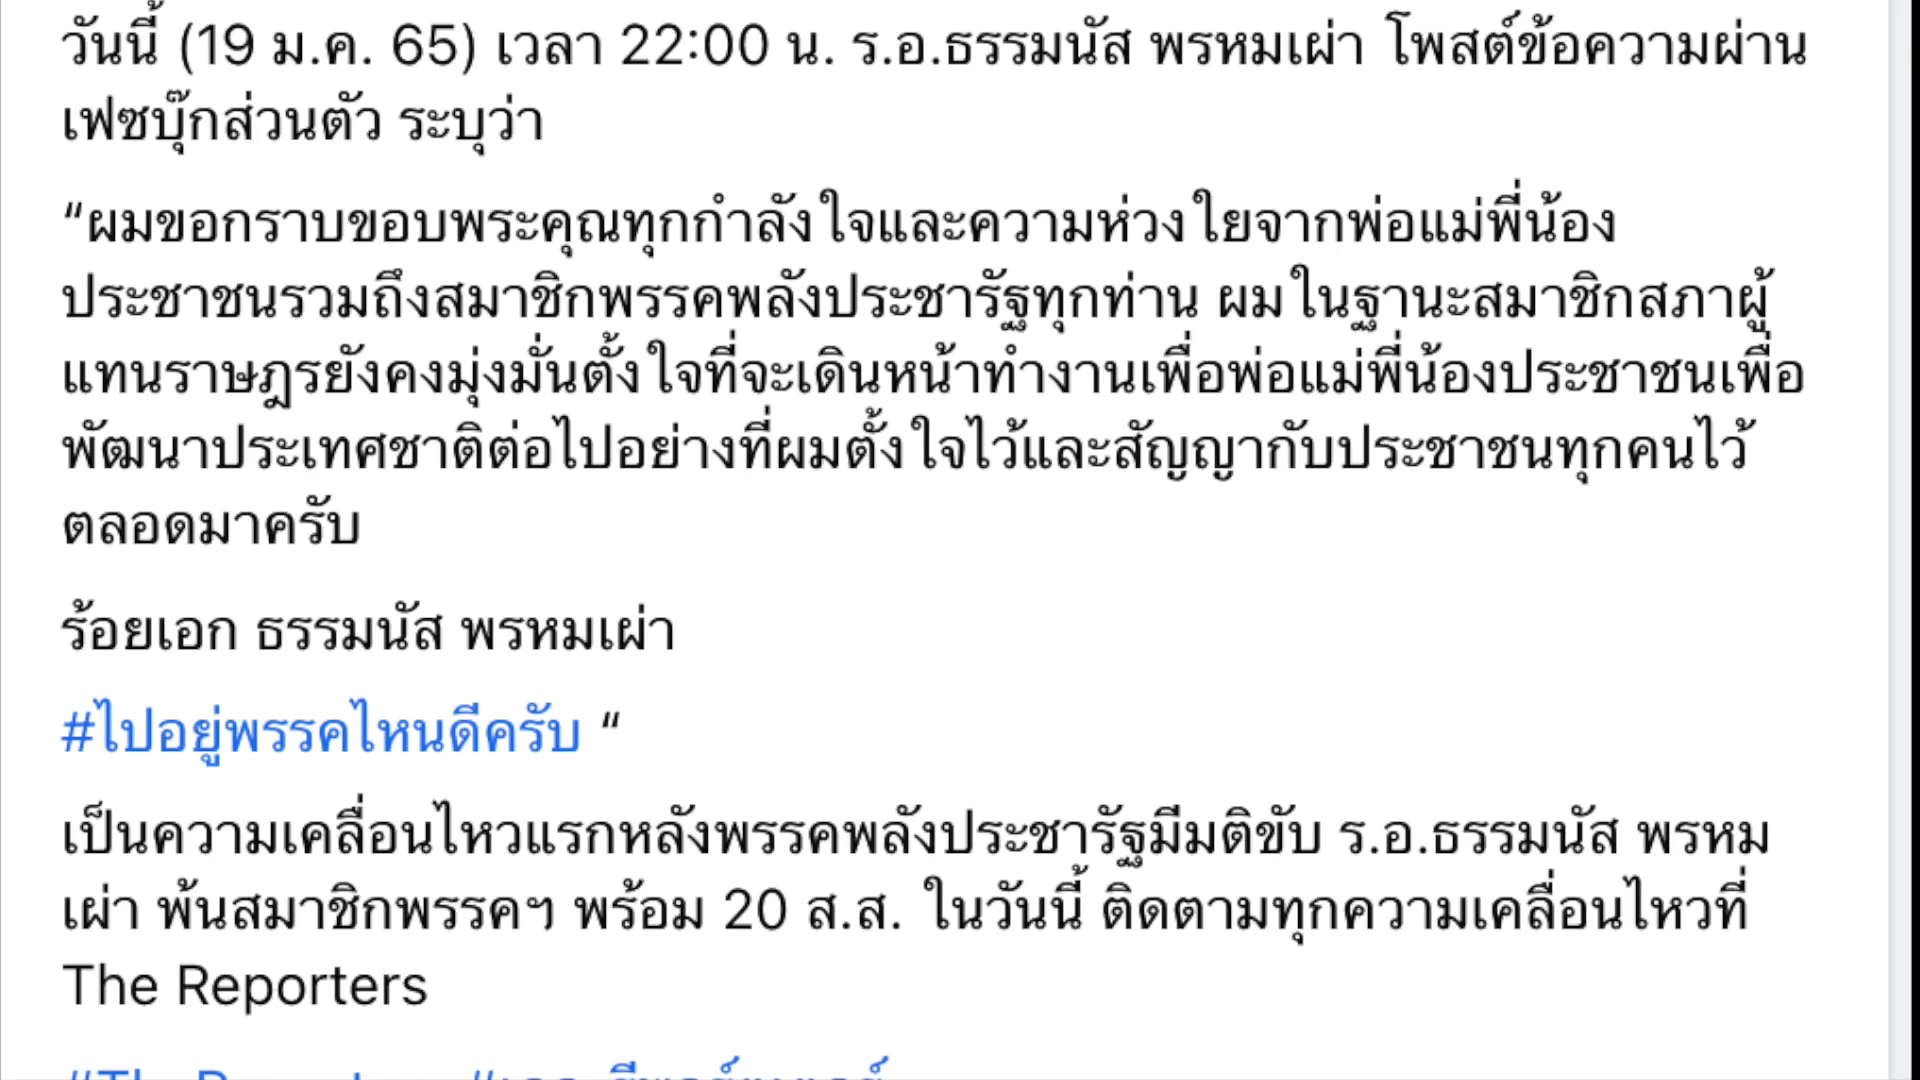 วันนี้ (19 ม.ค. 65) เวลา 22:00 น. ร.อ.ธรรมนัส พรหมเผ่า โพสต์ข้อความผ่าน
เฟซบุ๊กส่วนตัว ระบุว่า
“ผมขอกราบขอบพระคุณทุกกำลังใจและความห่วงใยจากพ่อแม่พี่น้อง
ประชาชนรวมถึงสมาชิกพรรคพลังประชารัฐทุกท่าน ผมในฐานะสมาชิกสภาผู้
แทนราษฎรยังคงมุ่งมั่นตั้งใจที่จะเดินหน้าทำงานเพื่อพ่อแม่พี่น้องประชาชนเพื่อ
พัฒนาประเทศชาติต่อไปอย่างที่ผมตั้งใจไว้และสัญญากับประชาชนทุกคนไว้
ตลอดมาครับ
ร้อยเอก ธรรมนัส พรหมเผ่า
#ไปอยู่พรรคไหนดีครับ “
เป็นความเคลื่อนไหวแรกหลังพรรคพลังประชารัฐมีมติขับ ร.อ.ธรรมนัส พรหม
เผ่า พ้นสมาชิกพรรคฯ พร้อม 20 ส.ส. ในวันนี้ ติดตามทุกความเคลื่อนไหวที่
The Reporters